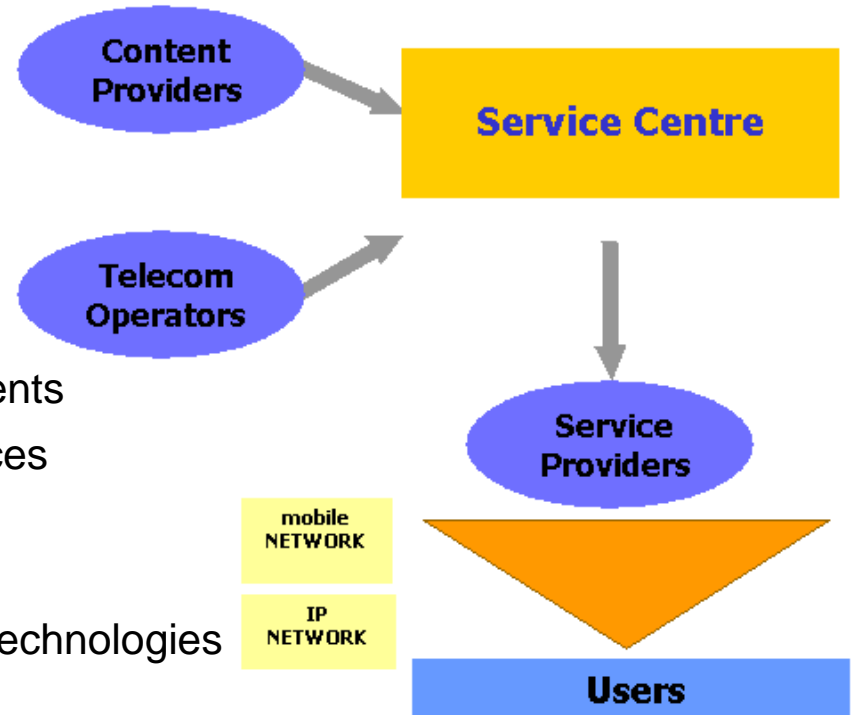 Content
Providers
Service Centre
Telecom
Operators
ents
ces
Service
Providers
mobile
NETWORK
echnologies
IP
NETWORK
Users